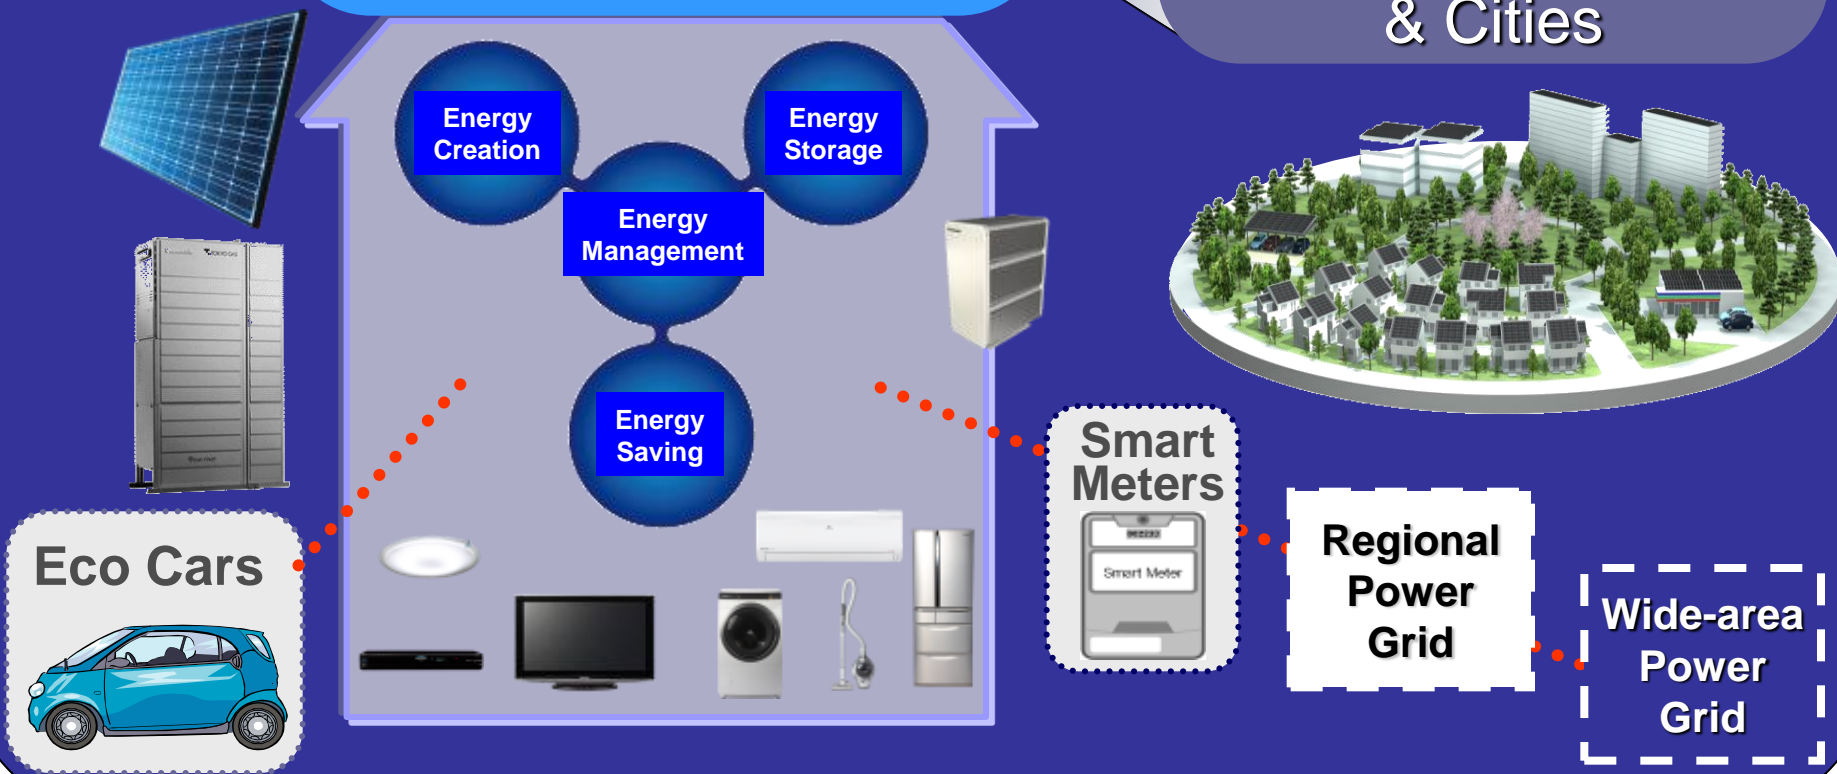 & Cities
Energy
Creation
Energy
Storage
Energy
Management
Energy
Saving
Smart
Meters
Smart Meter
Eco Cars
Regional
Power
Grid
Wide-area
Power
Grid